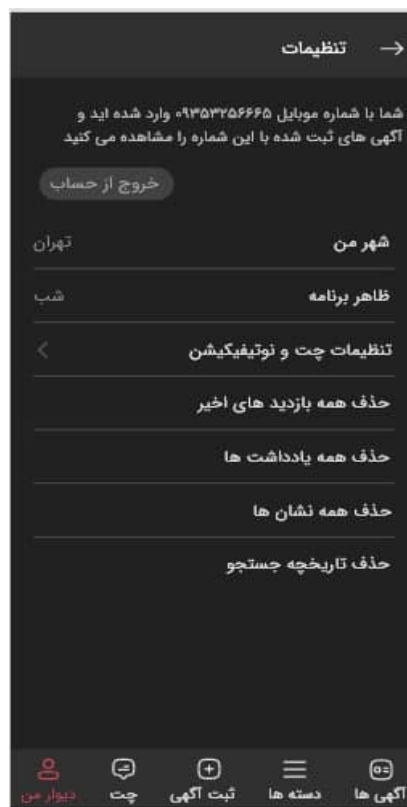 تنظیمات
شما با شماره موبایل ۰۹۳۵۳۲۵۶۶۶۵ وارد شده اید و
آگهی های ثبت شده با این شماره را مشاهده می کنید
خروج از حساب
شهر من تهران
ظاهر برنامه شب
تنظیمات چت و نوتیفیکیشن
حذف همه بازدید های اخیر
حذف همه یادداشت ها
حذف همه نشان ها
حذف تاریخچه جستجو
آگهی ها دسته ها ثبت آگهی چت دیوار من